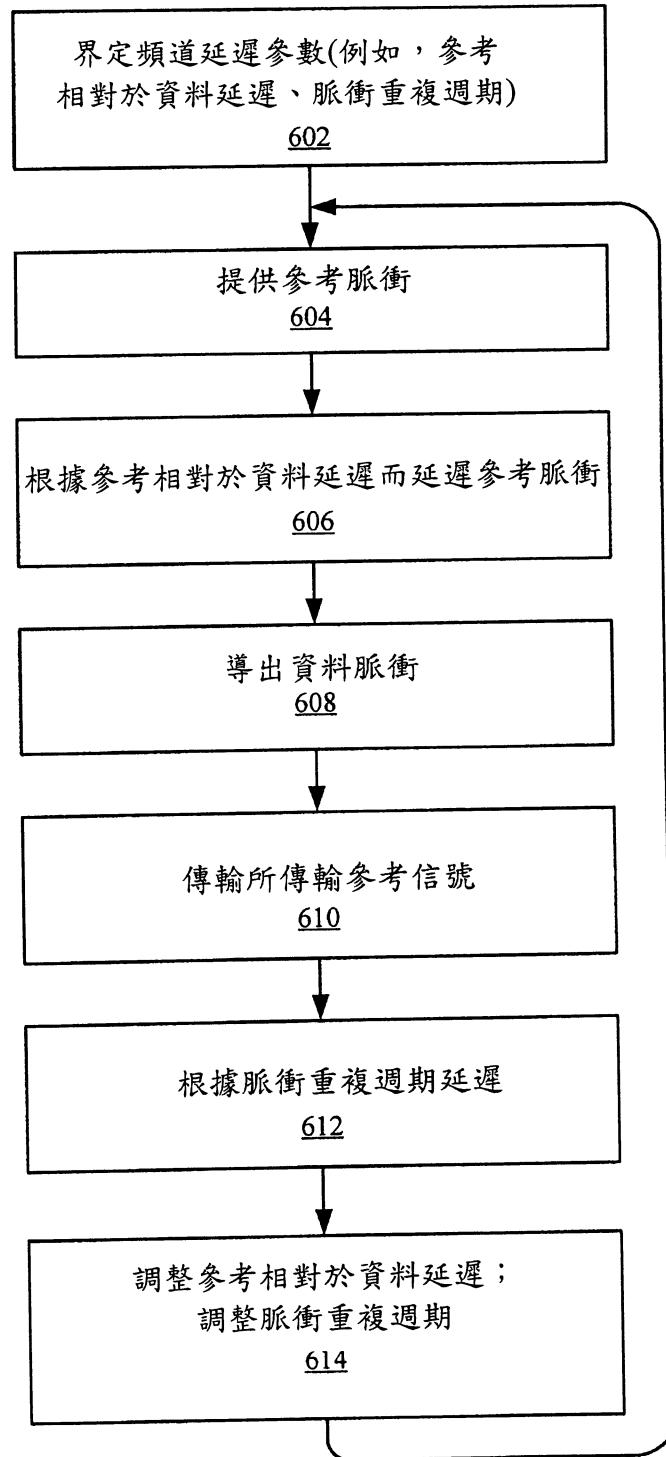 界定頻道延遲參數(例如，參考
相對於資料延遲、脈衝重複週期)
602
提供參考脈衝
604
根據參考相對於資料延遲而延遲參考脈衝
606
導出資料脈衝
608
傳輸所傳輸參考信號
610
根據脈衝重複週期延遲
612
調整參考相對於資料延遲；
調整脈衝重複週期
614